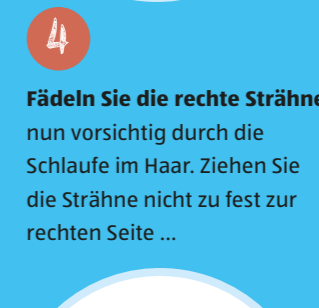 4
Fädeln Sie die rechte Strähne
nun vorsichtig durch die
Schlaufe im Haar. Ziehen Sie
die Strähne nicht zu fest zur
rechten Seite ...